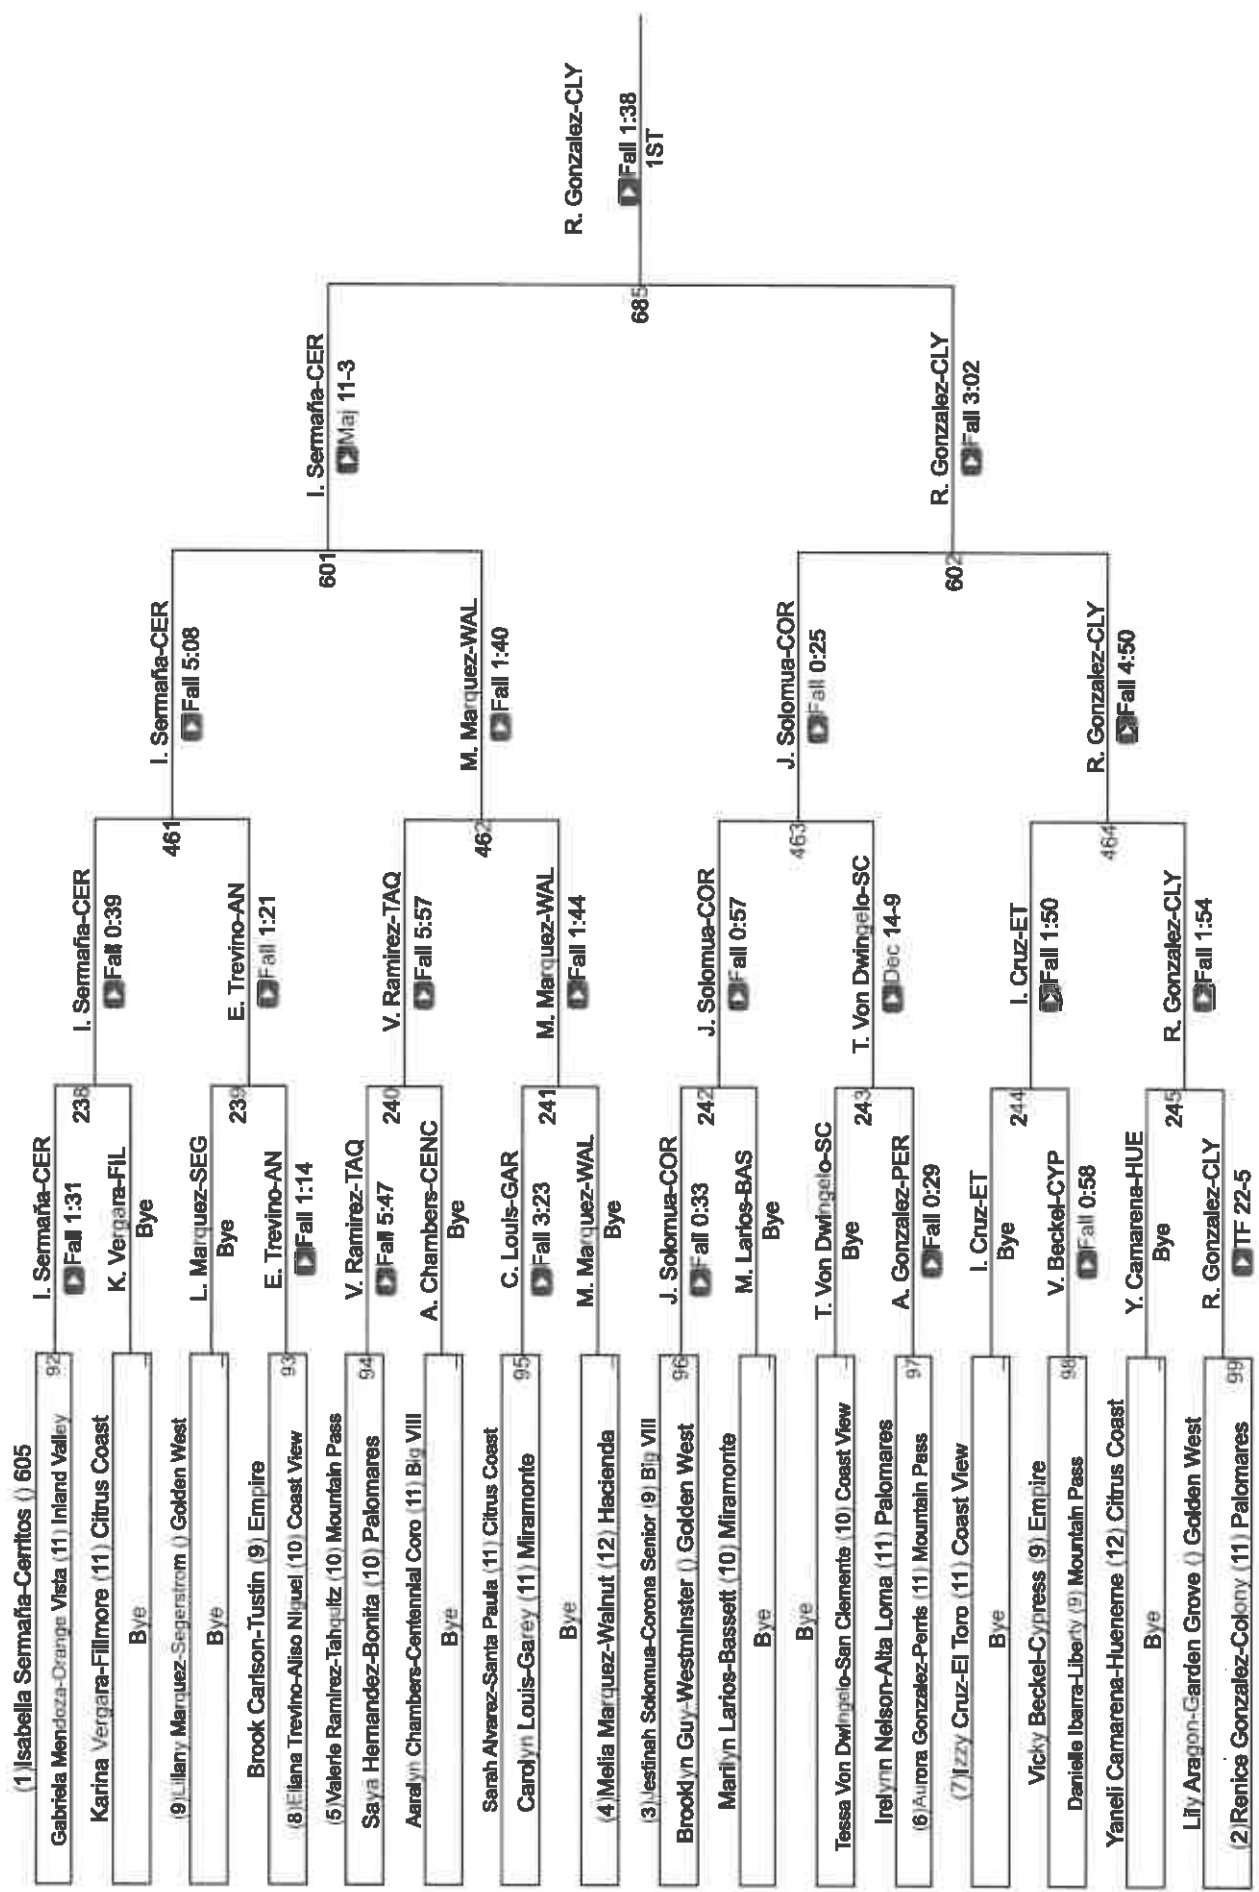 (1)Isabella Sermaña-Cerritos () 605
92
Gabriela Mendoza-Orange Vista (11) Inland Valley
Karina Vergara-Fillmore (11) Citrus Coast
Bye
(9)Lillany Marquez-Segerstrom () Golden West
Bye
Brook Carlson-Tustin (9) Empire
93
(8)Eliana Trevino-Aliso Niguel (10) Coast View
(5)Valerie Ramirez-Tahquitz (10) Mountain Pass
94
Saya Hernandez-Bonita (10) Palomares
Aaralyn Chambers-Centennial Coro (11) Big VIII
Bye
Sarah Alvarez-Santa Paula (11) Citrus Coast
95
Carolyn Louis-Garey (11) Miramonte
Bye
(4)Melia Marquez-Walnut (12) Hacienda
(3)Jestinah Solomua-Corona Senior (9) Big VIII
96
Brooklyn Guy-Westminster () Golden West
Marilyn Larios-Bassett (10) Miramonte
Bye
Bye
Tessa Von Dwingelo-San Clemente (10) Coast View
Irelynn Nelson-Alta Loma (11) Palomares
97
(6)Aurora Gonzalez-Perris (11) Mountain Pass
(7)Izzy Cruz-El Toro (11) Coast View
Bye
Vicky Beckel-Cypress (9) Empire
98
Danielle Ibarra-Liberty (9) Mountain Pass
Yaneli Camarena-Hueneme (12) Citrus Coast
Bye
Lily Aragon-Garden Grove () Golden West
99
(2)Renice Gonzalez-Colony (11) Palomares
I. Sermaña-CER
Fall 1:31
238
K. Vergara-FIL
Bye
L. Marquez-SEG
Bye
239
E. Trevino-AN
Fall 1:14
V. Ramirez-TAQ
Fall 5:47
240
A. Chambers-CENC
Bye
C. Louis-GAR
Fall 3:23
241
M. Marquez-WAL
Bye
J. Solomua-COR
Fall 0:33
242
M. Larios-BAS
Bye
T. Von Dwingelo-SC
Bye
243
A. Gonzalez-PER
Fall 0:29
I. Cruz-ET
Bye
244
V. Beckel-CYP
Fall 0:58
Y. Camarena-HUE
Bye
245
R. Gonzalez-CLY
TF 22-5
I. Sermaña-CER
Fall 0:39
461
E. Trevino-AN
Fall 1:21
V. Ramirez-TAQ
Fall 5:57
462
M. Marquez-WAL
Fall 1:44
J. Solomua-COR
Fall 0:57
463
T. Von Dwingelo-SC
Dec 14-9
I. Cruz-ET
Fall 1:50
464
R. Gonzalez-CLY
Fall 1:54
I. Sermaña-CER
Fall 5:08
601
M. Marquez-WAL
Fall 1:40
J. Solomua-COR
Fall 0:25
602
R. Gonzalez-CLY
Fall 4:50
I. Sermaña-CER
Maj 11-3
685
R. Gonzalez-CLY
Fall 3:02
R. Gonzalez-CLY
Fall 1:38
1ST